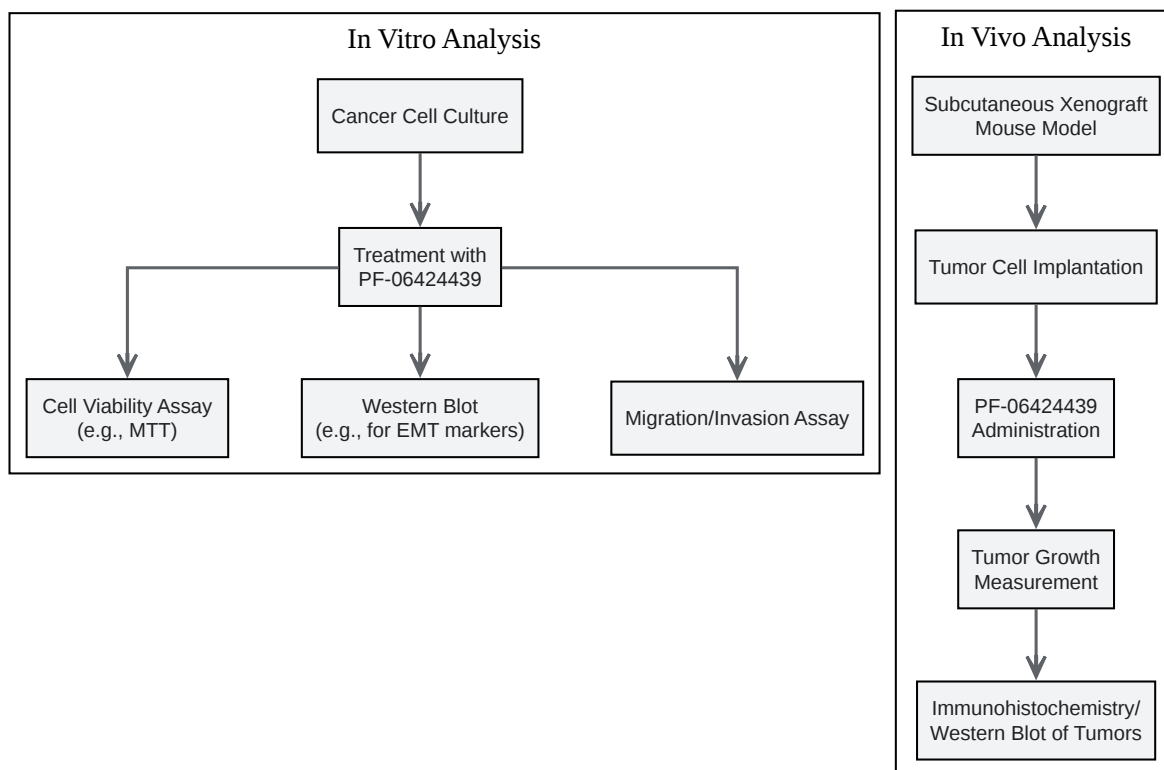 In Vitro Analysis
Cancer Cell Culture
Treatment with
PF-06424439
Cell Viability Assay
(e.g., MTT)
Western Blot
(e.g., for EMT markers)
Migration/Invasion Assay
In Vivo Analysis
Subcutaneous Xenograft
Mouse Model
Tumor Cell Implantation
PF-06424439
Administration
Tumor Growth
Measurement
Immunohistochemistry/
Western Blot of Tumors